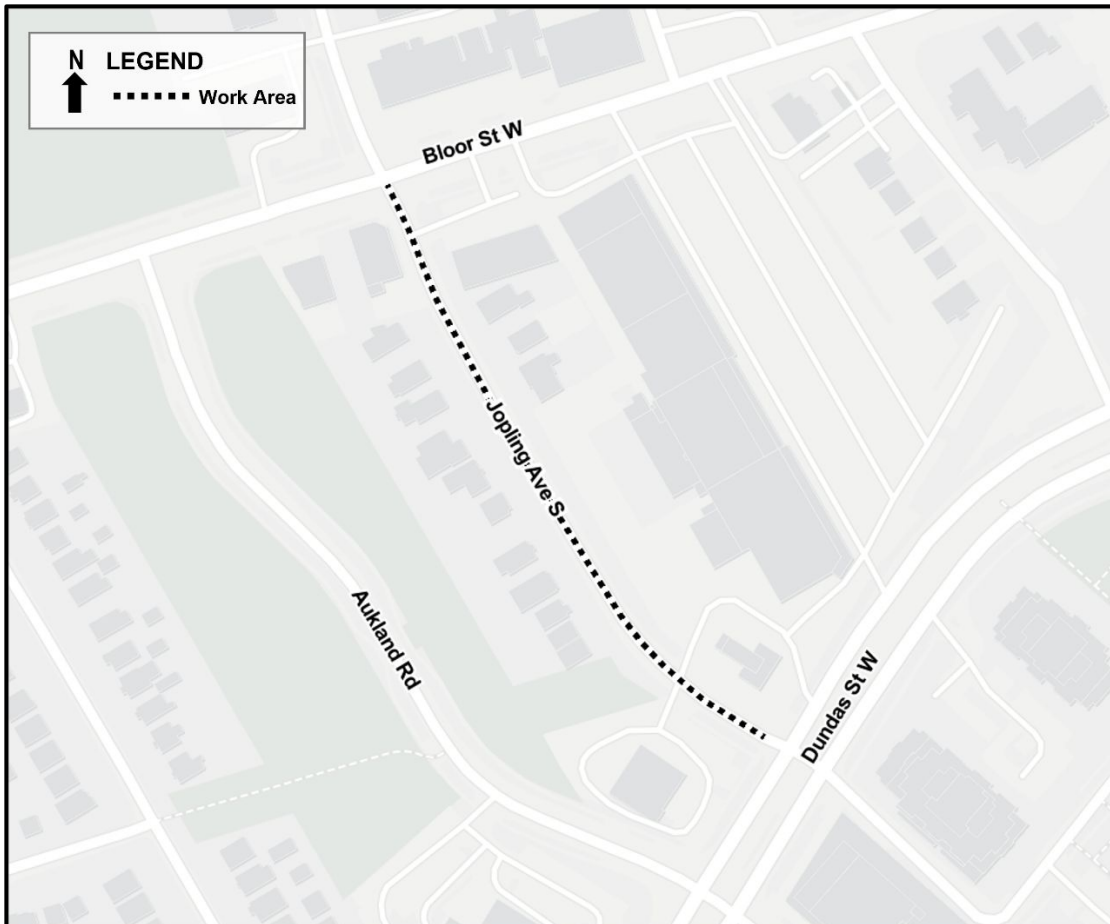 N LEGEND
Work Area
Bloor St W
Jopling Ave S
Aukland Rd
Dundas St W